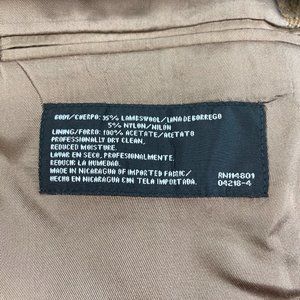 BODY/CUERPO: 95% LAMBSWOOL/LANA DE BORREGO
5% NYLON/NILON
LINING/FORRO: 100% ACETATE/ACETATO
PROFESSIONALLY DRY CLEAN,
REDUCED MOISTURE.
LAVAR EN SECO, PROFESIONALMENTE,
REDUCIR LA HUMEDAD.
MADE IN NICARAGUA OF IMPORTED FABRIC/
HECHO EN NICARAGUA CON TELA IMPORTADA.
RN114801
04218-4